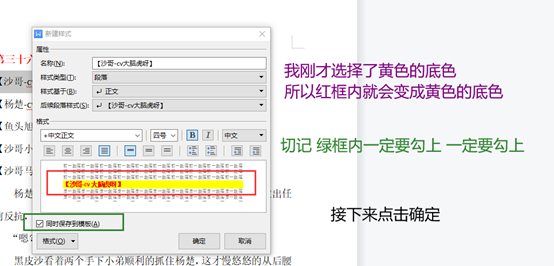 新建样式
属性
名称(N): 【沙哥-cv大脑虎岈】
样式类型(T): 段落
样式基于(B): 正文
后续段落样式(S): 【沙哥-cv大脑虎岈】
格式
+中文正文 四号 B I 中文
【沙哥-cv大脑虎岈】
同时保存到模板(A)
格式(O) 确定 取消
我刚才选择了黄色的底色
所以红框内就会变成黄色的底色
切记 绿框内一定要勾上 一定要勾上
接下来点击确定
第三十
【沙哥-c
【杨楚-c
【鱼头旭
【沙哥小
【沙哥马
杨楚
出任
何反抗
“嗯?
黑皮沙看着两个手下小弟顺利的抓住杨楚,这才慢悠悠的从后腰